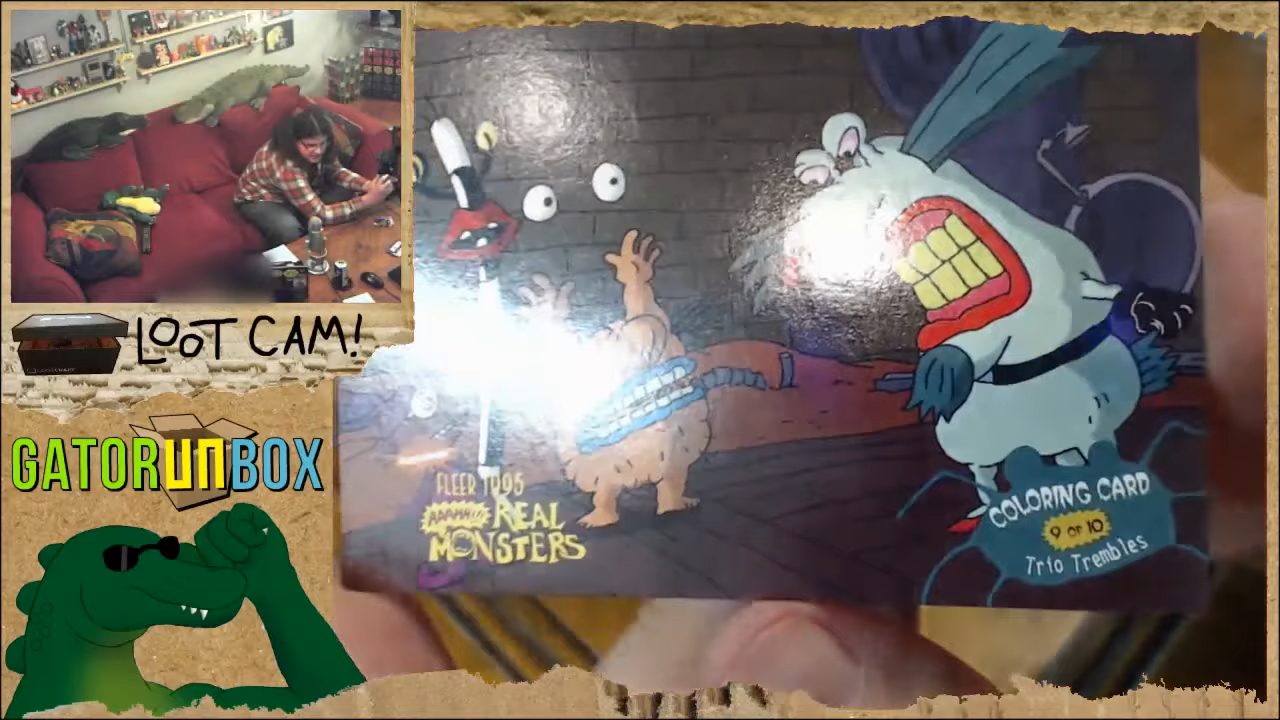 LOOT CAM!
GATORUNBOX
FLEER 1995
AAAHH!!! REAL
MONSTERS
COLORING CARD
9 OF 10
Trio Trembles